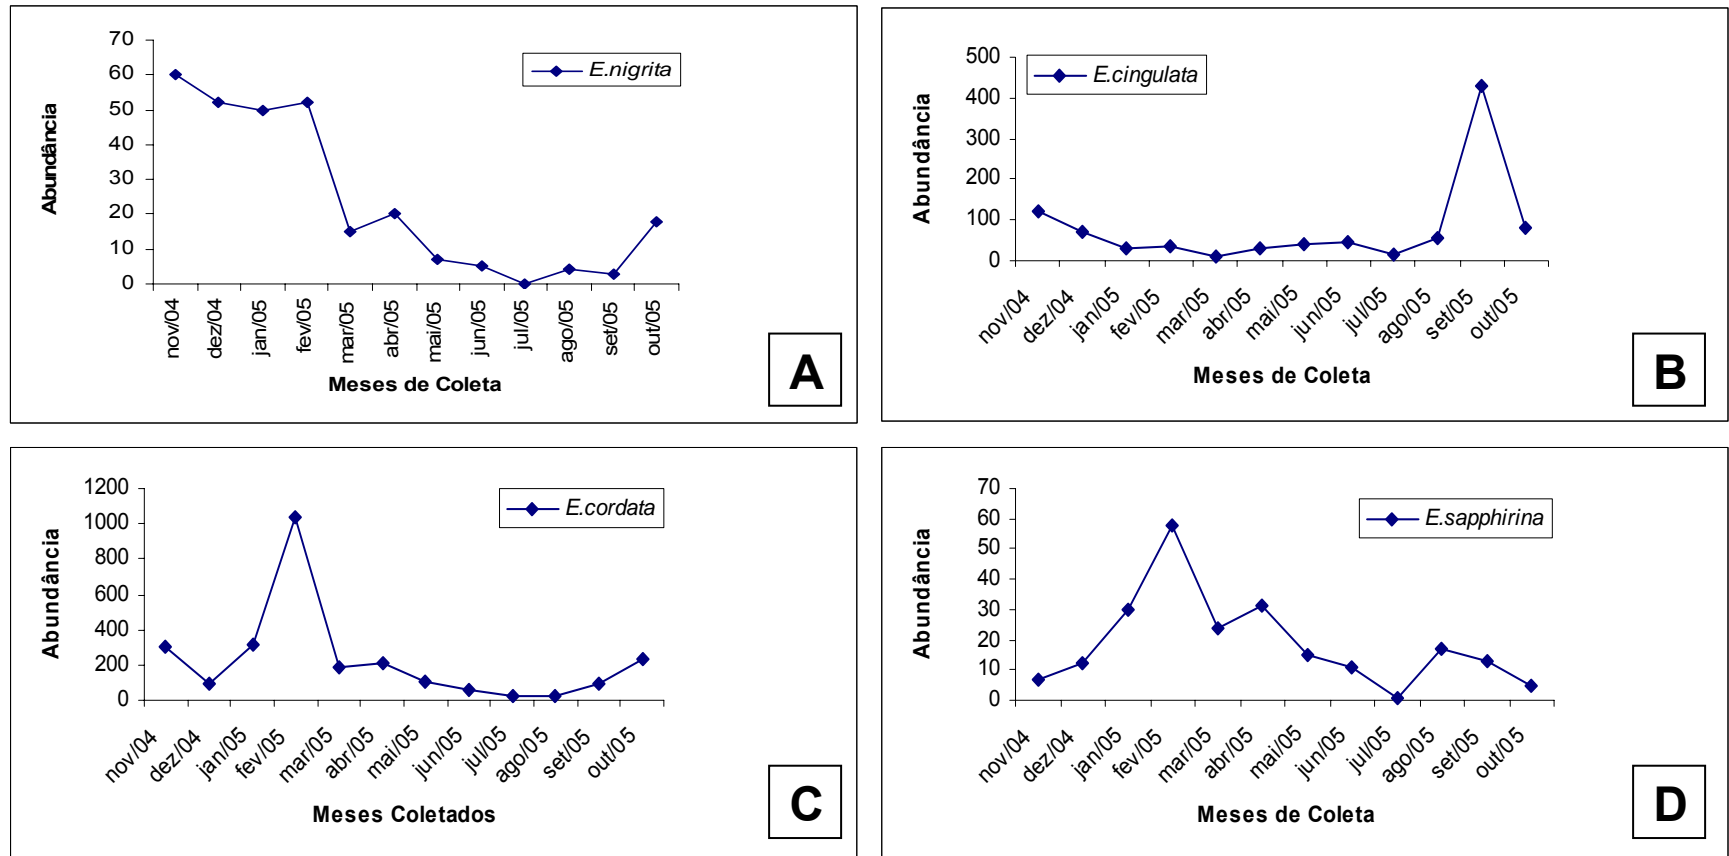 70
60
50
40
30
20
10
0
Abundância
E.nigrita
nov/04
dez/04
jan/05
fev/05
mar/05
abr/05
mai/05
jun/05
jul/05
ago/05
set/05
out/05
Meses de Coleta
A
500
400
300
200
100
0
Abundância
E.cingulata
nov/04
dez/04
jan/05
fev/05
mar/05
abr/05
mai/05
jun/05
jul/05
ago/05
set/05
out/05
Meses de Coleta
B
1200
1000
800
600
400
200
0
Abundância
E.cordata
nov/04
dez/04
jan/05
fev/05
mar/05
abr/05
mai/05
jun/05
jul/05
ago/05
set/05
out/05
Meses Coletados
C
70
60
50
40
30
20
10
0
Abundância
E.sapphirina
nov/04
dez/04
jan/05
fev/05
mar/05
abr/05
mai/05
jun/05
jul/05
ago/05
set/05
out/05
Meses de Coleta
D